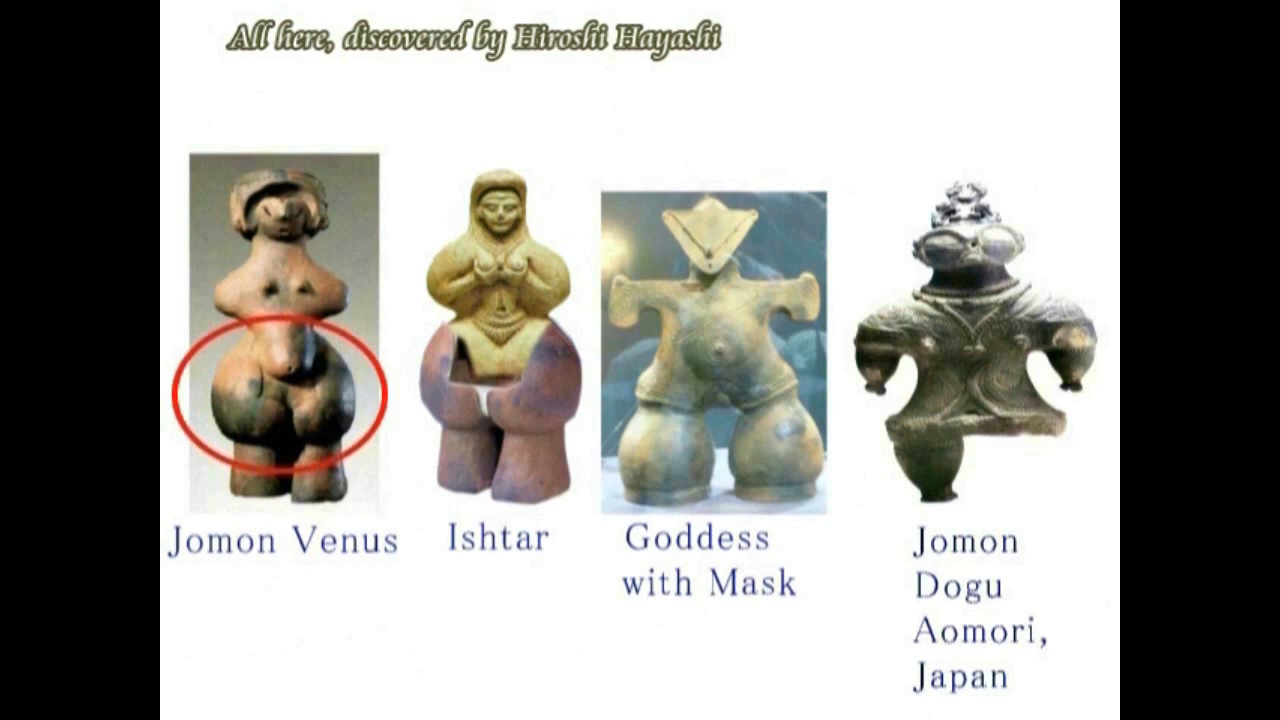 All here, discovered by Hiroshi Hayashi
Jomon Venus
Ishtar
Goddess
with Mask
Jomon
Dogu
Aomori,
Japan